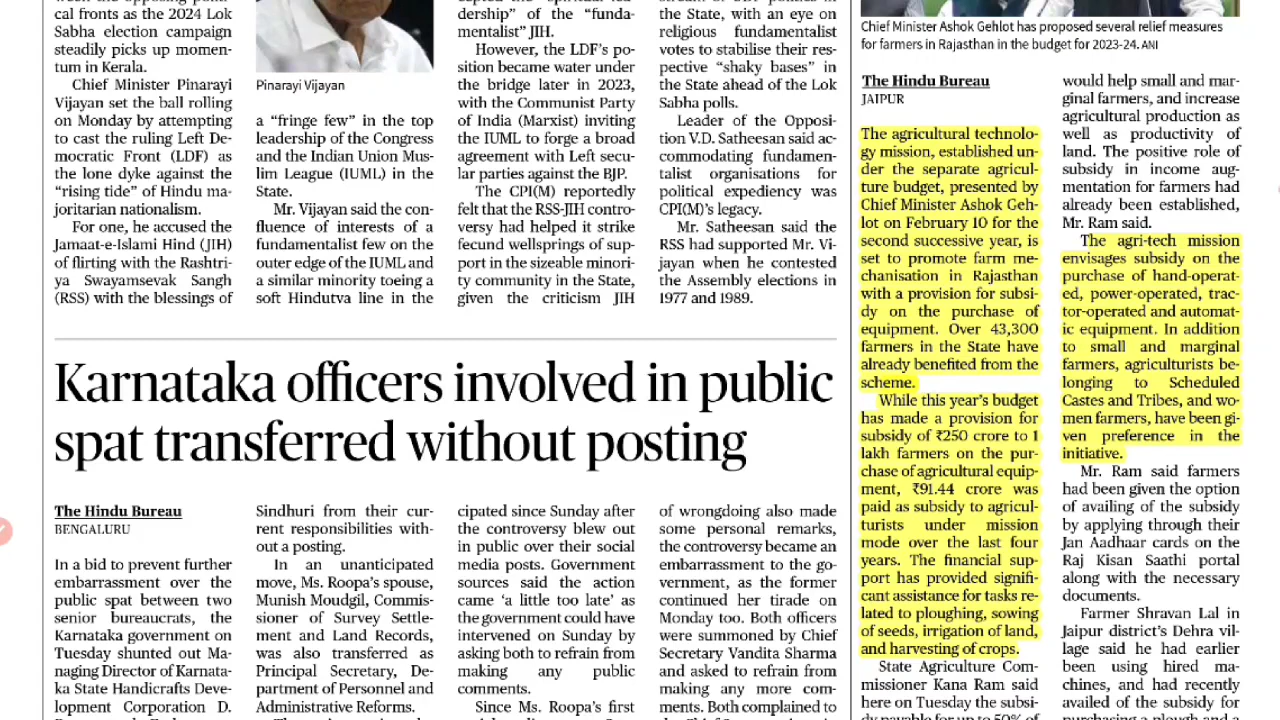 cal fronts as the 2024 Lok
Sabha election campaign
steadily picks up momen-
tum in Kerala.
Chief Minister Pinarayi
Vijayan set the ball rolling
on Monday by attempting
to cast the ruling Left De-
mocratic Front (LDF) as
the lone dyke against the
“rising tide” of Hindu ma-
joritarian nationalism.
For one, he accused the
Jamaat-e-Islami Hind (JIH)
of flirting with the Rashtri-
ya Swayamsevak Sangh
(RSS) with the blessings of
Pinarayi Vijayan
a “fringe few” in the top
leadership of the Congress
and the Indian Union Mus-
lim League (IUML) in the
State.
Mr. Vijayan said the con-
fluence of interests of a
fundamentalist few on the
outer edge of the IUML and
a similar minority toeing a
soft Hindutva line in the
dership” of the “funda-
mentalist” JIH.
However, the LDF’s po-
sition became water under
the bridge later in 2023,
with the Communist Party
of India (Marxist) inviting
the IUML to forge a broad
agreement with Left secu-
lar parties against the BJP.
The CPI(M) reportedly
felt that the RSS-JIH contro-
versy had helped it strike
fecund wellsprings of sup-
port in the sizeable minori-
ty community in the State,
given the criticism JIH
the State, with an eye on
religious fundamentalist
votes to stabilise their res-
pective “shaky bases” in
the State ahead of the Lok
Sabha polls.
Leader of the Opposi-
tion V.D. Satheesan said ac-
commodating fundamen-
talist organisations for
political expediency was
CPI(M)’s legacy.
Mr. Satheesan said the
RSS had supported Mr. Vi-
jayan when he contested
the Assembly elections in
1977 and 1989.
Karnataka officers involved in public
spat transferred without posting
The Hindu Bureau
BENGALURU
In a bid to prevent further
embarrassment over the
public spat between two
senior bureaucrats, the
Karnataka government on
Tuesday shunted out Ma-
naging Director of Karnata-
ka State Handicrafts Deve-
lopment Corporation D.
Sindhuri from their cur-
rent responsibilities with-
out a posting.
In an unanticipated
move, Ms. Roopa’s spouse,
Munish Moudgil, Commis-
sioner of Survey Settle-
ment and Land Records,
was also transferred as
Principal Secretary, De-
partment of Personnel and
Administrative Reforms.
cipated since Sunday after
the controversy blew out
in public over their social
media posts. Government
sources said the action
came ‘a little too late’ as
the government could have
intervened on Sunday by
asking both to refrain from
making any public
comments.
Since Ms. Roopa’s first
of wrongdoing also made
some personal remarks,
the controversy became an
embarrassment to the go-
vernment, as the former
continued her tirade on
Monday too. Both officers
were summoned by Chief
Secretary Vandita Sharma
and asked to refrain from
making any more com-
ments. Both complained to
Chief Minister Ashok Gehlot has proposed several relief measures
for farmers in Rajasthan in the budget for 2023-24. ANI
The Hindu Bureau
JAIPUR
The agricultural technolo-
gy mission, established un-
der the separate agricul-
ture budget, presented by
Chief Minister Ashok Geh-
lot on February 10 for the
second successive year, is
set to promote farm me-
chanisation in Rajasthan
with a provision for subsi-
dy on the purchase of
equipment. Over 43,300
farmers in the State have
already benefited from the
scheme.
While this year’s budget
has made a provision for
subsidy of ₹250 crore to 1
lakh farmers on the pur-
chase of agricultural equip-
ment, ₹91.44 crore was
paid as subsidy to agricul-
turists under mission
mode over the last four
years. The financial sup-
port has provided signifi-
cant assistance for tasks re-
lated to ploughing, sowing
of seeds, irrigation of land,
and harvesting of crops.
State Agriculture Com-
missioner Kana Ram said
here on Tuesday the subsi-
dy payable for up to 50% of
would help small and mar-
ginal farmers, and increase
agricultural production as
well as productivity of
land. The positive role of
subsidy in income aug-
mentation for farmers had
already been established,
Mr. Ram said.
The agri-tech mission
envisages subsidy on the
purchase of hand-operat-
ed, power-operated, trac-
tor-operated and automat-
ic equipment. In addition
to small and marginal
farmers, agriculturists be-
longing to Scheduled
Castes and Tribes, and wo-
men farmers, have been gi-
ven preference in the
initiative.
Mr. Ram said farmers
had been given the option
of availing of the subsidy
by applying through their
Jan Aadhaar cards on the
Raj Kisan Saathi portal
along with the necessary
documents.
Farmer Shravan Lal in
Jaipur district’s Dehra vil-
lage said he had earlier
been using hired ma-
chines, and had recently
availed of the subsidy for
purchasing a plough and a